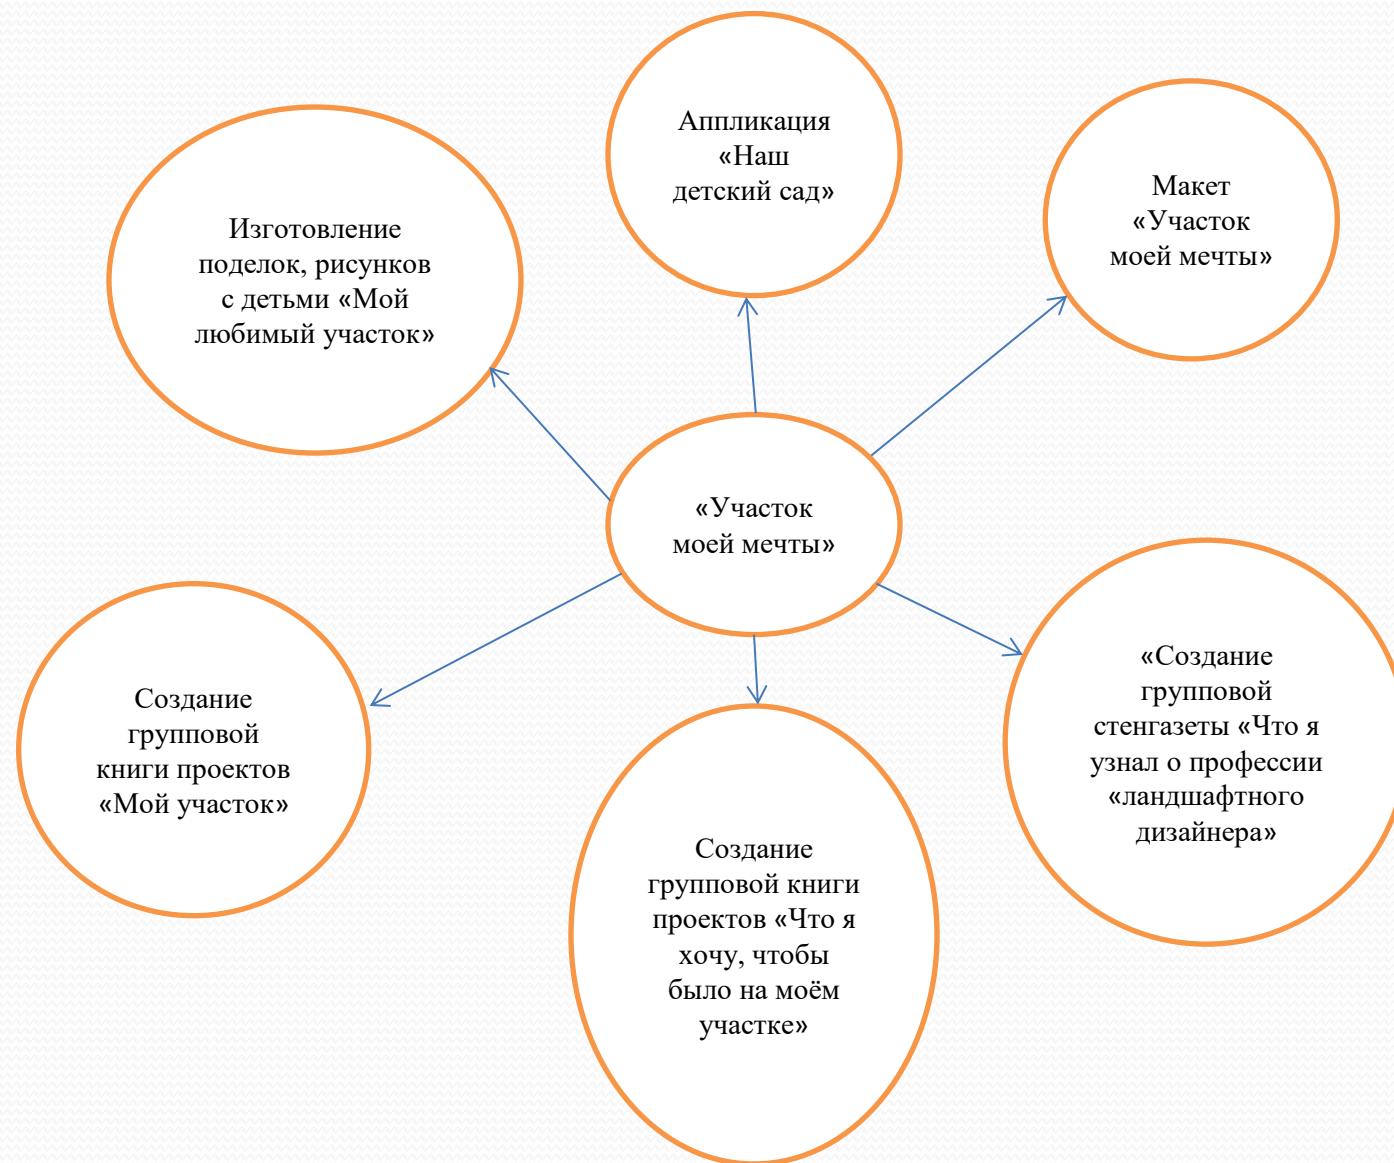 Аппликация
«Наш
детский сад»
Макет
«Участок
моей мечты»
Изготовление
поделок, рисунков
с детьми «Мой
любимый участок»
«Участок
моей мечты»
Создание
групповой
книги проектов
«Мой участок»
«Создание
групповой
стенгазеты «Что я
узнал о профессии
«ландшафтного
дизайнера»
Создание
групповой книги
проектов «Что я
хочу, чтобы
было на моём
участке»